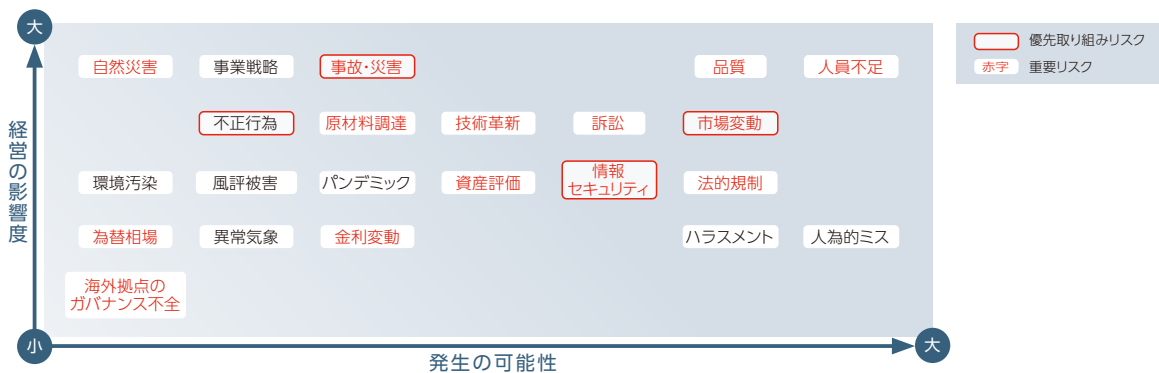 大
経営の影響度
自然災害
事業戦略
事故・災害
品質
人員不足
不正行為
原材料調達
技術革新
訴訟
市場変動
環境汚染
風評被害
パンデミック
資産評価
情報
セキュリティ
法的規制
為替相場
異常気象
金利変動
ハラスメント
人為的ミス
海外拠点の
ガバナンス不全
小
発生の可能性
大
優先取り組みリスク
赤字
重要リスク